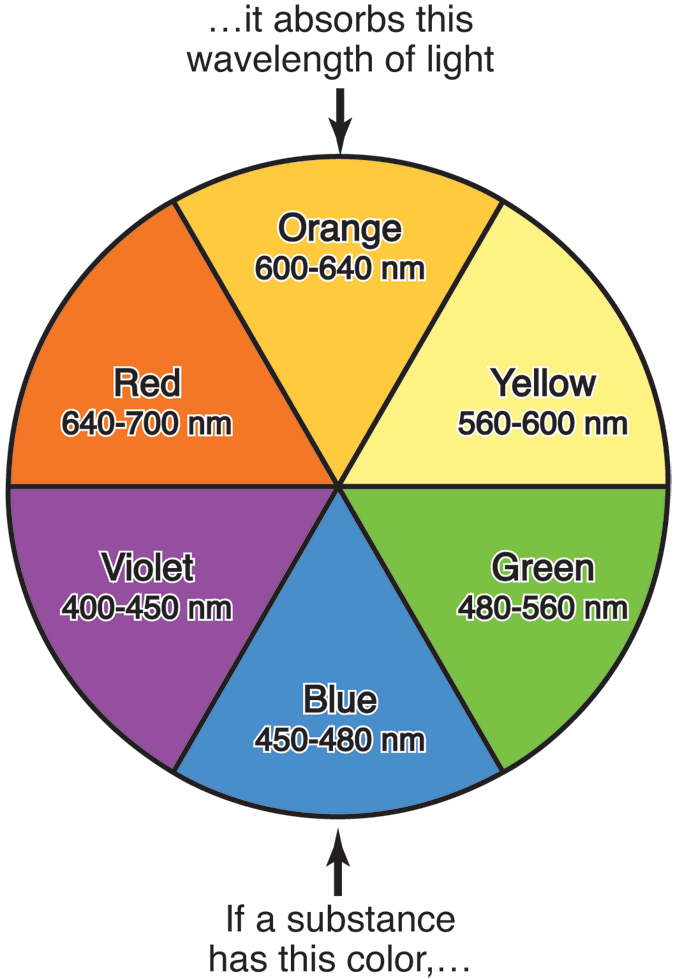 …it absorbs this
wavelength of light
Orange
600-640 nm
Red
640-700 nm
Yellow
560-600 nm
Violet
400-450 nm
Green
480-560 nm
Blue
450-480 nm
If a substance
has this color,…